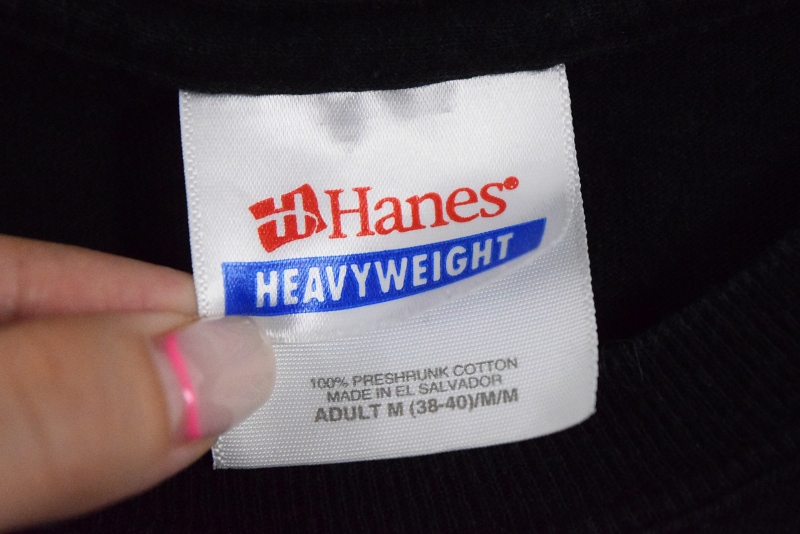 Hanes
HEAVYWEIGHT
100% PRESHRUNK COTTON
MADE IN EL SALVADOR
ADULT M (38-40)/M/M